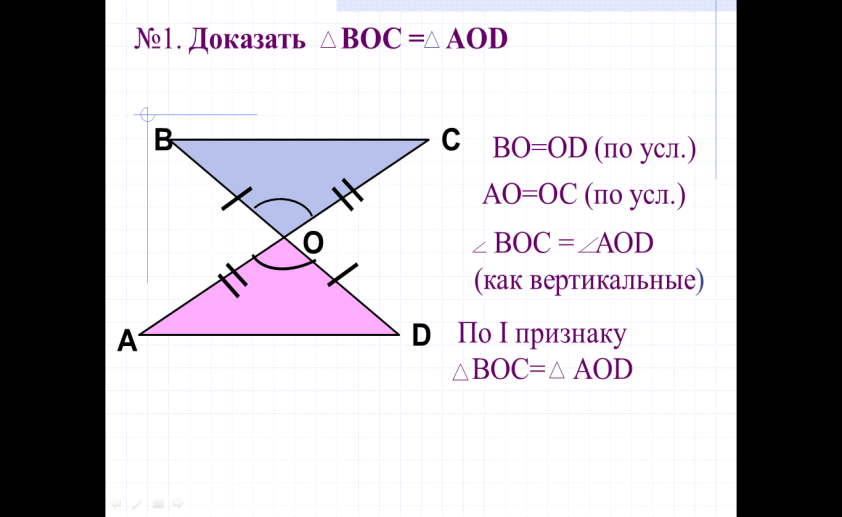 №1. Доказать △ BOC =△ AOD
B
C
BO=OD (по усл.)
AO=OC (по усл.)
O
∠ BOC =∠AOD
(как вертикальные)
A
D
По I признаку
△BOC=△ AOD